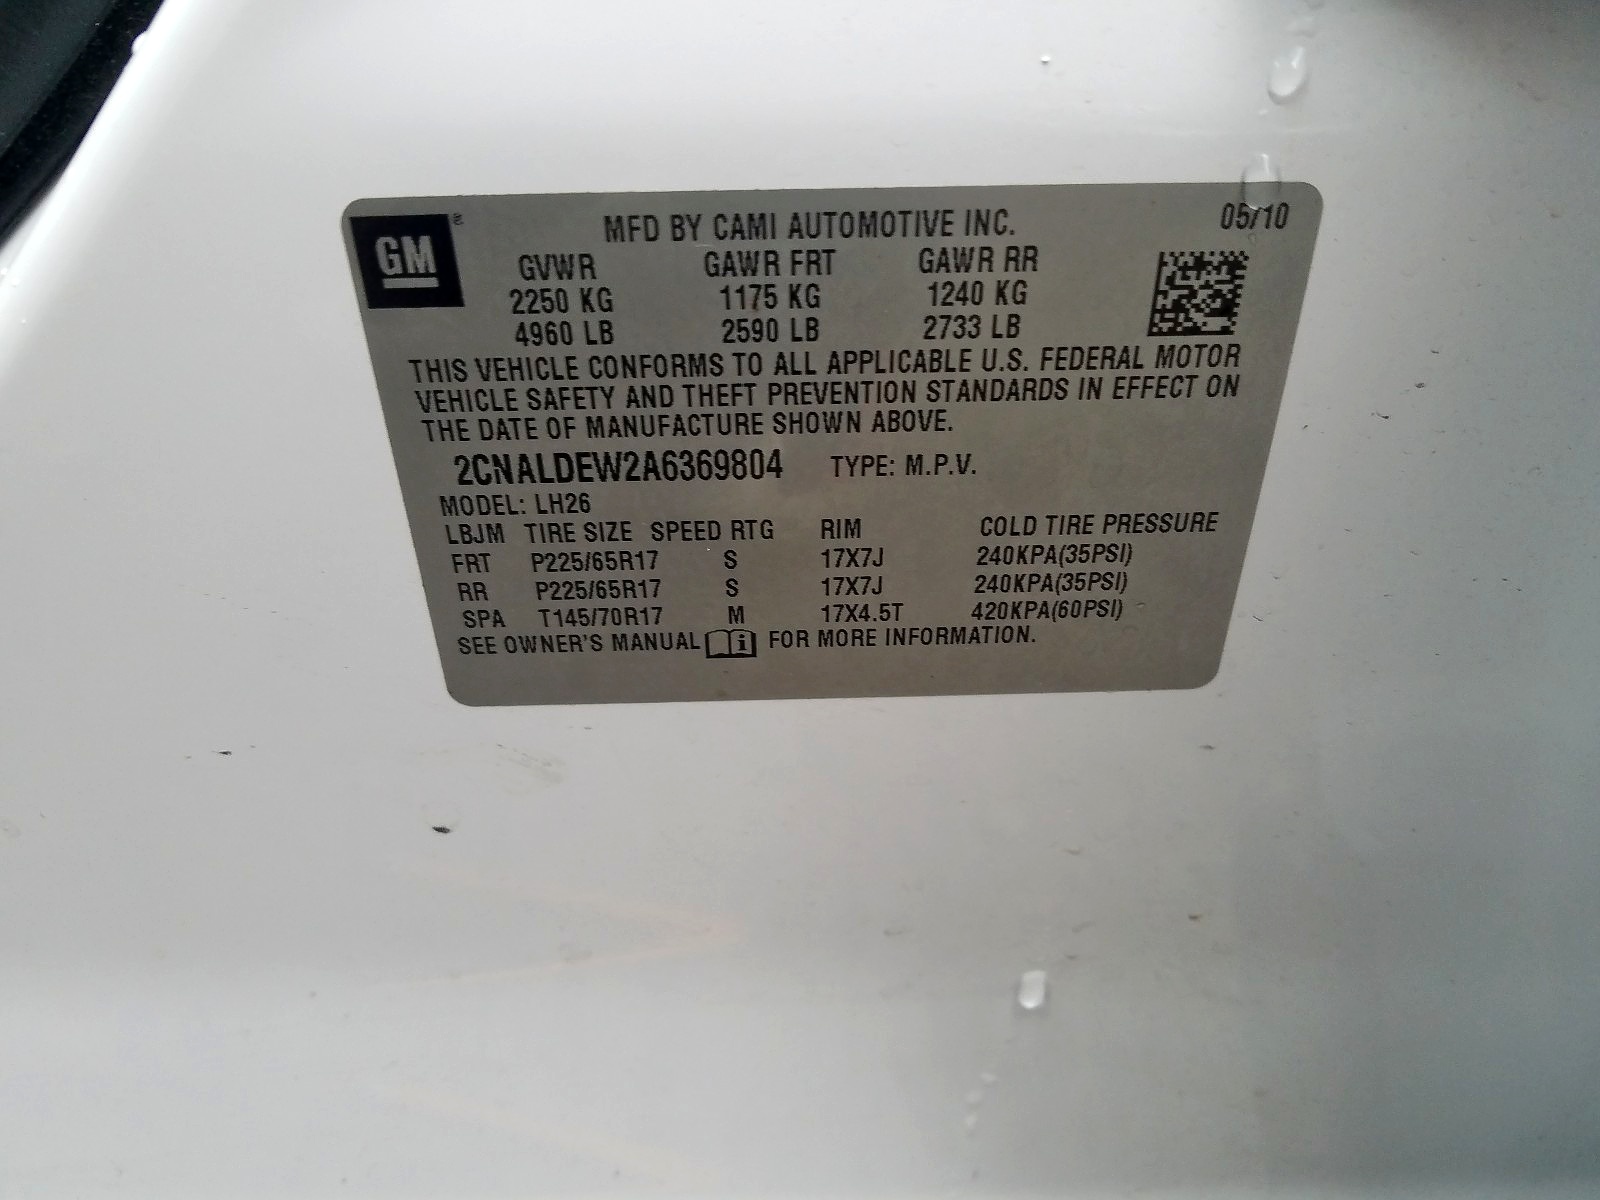 GM ®
MFD BY CAMI AUTOMOTIVE INC. 05/10
GVWR GAWR FRT GAWR RR
2250 KG 1175 KG 1240 KG
4960 LB 2590 LB 2733 LB
THIS VEHICLE CONFORMS TO ALL APPLICABLE U.S. FEDERAL MOTOR
VEHICLE SAFETY AND THEFT PREVENTION STANDARDS IN EFFECT ON
THE DATE OF MANUFACTURE SHOWN ABOVE.
2CNALDEW2A6369804 TYPE: M.P.V.
MODEL: LH26
LBJM TIRE SIZE SPEED RTG RIM COLD TIRE PRESSURE
FRT P225/65R17 S 17X7J 240KPA(35PSI)
RR P225/65R17 S 17X7J 240KPA(35PSI)
SPA T145/70R17 M 17X4.5T 420KPA(60PSI)
SEE OWNER'S MANUAL i FOR MORE INFORMATION.